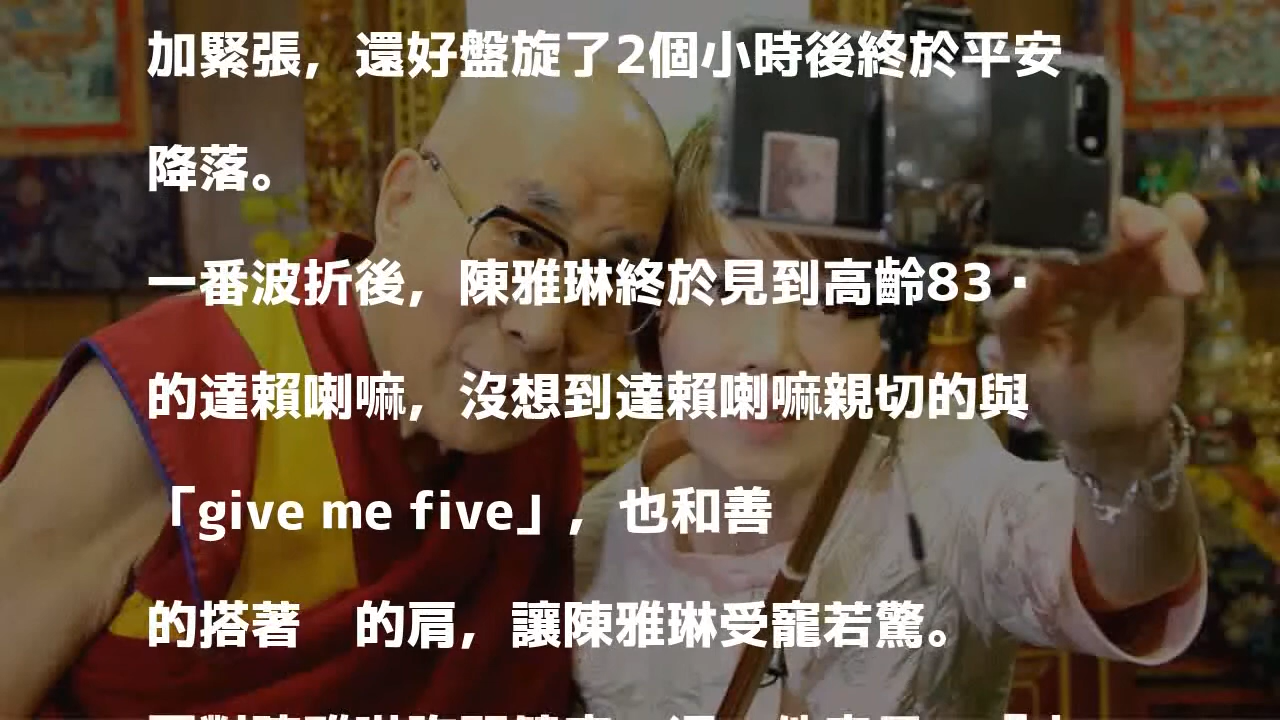 加緊張，還好盤旋了2個小時後終於平安
降落。
一番波折後，陳雅琳終於見到高齡83·
的達賴喇嘛，沒想到達賴喇嘛親切的與
「give me five」，也和善
的搭著　的肩，讓陳雅琳受寵若驚。